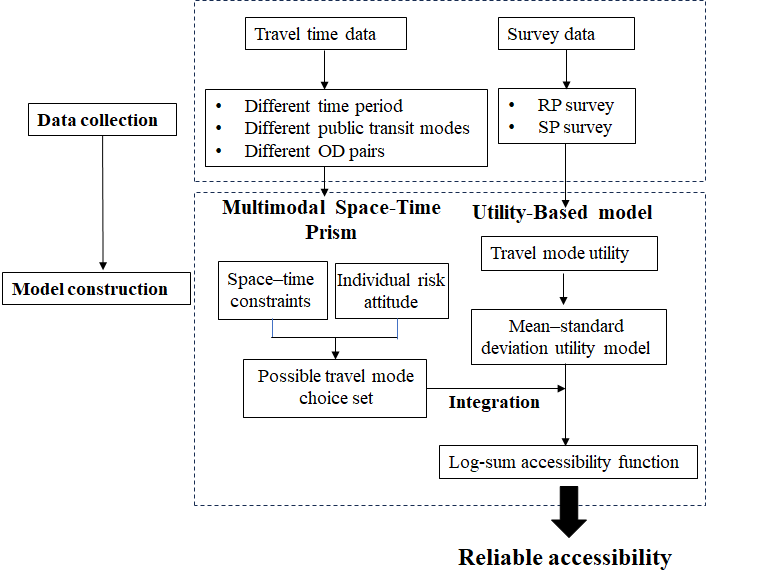 Travel time data
Survey data
Data collection
• Different time period
• Different public transit modes
• Different OD pairs
• RP survey
• SP survey
Multimodal Space-Time
Prism
Utility-Based model
Model construction
Space–time
constraints
Individual risk
attitude
Travel mode utility
Mean–standard
deviation utility model
Possible travel mode
choice set
Integration
Log-sum accessibility function
Reliable accessibility